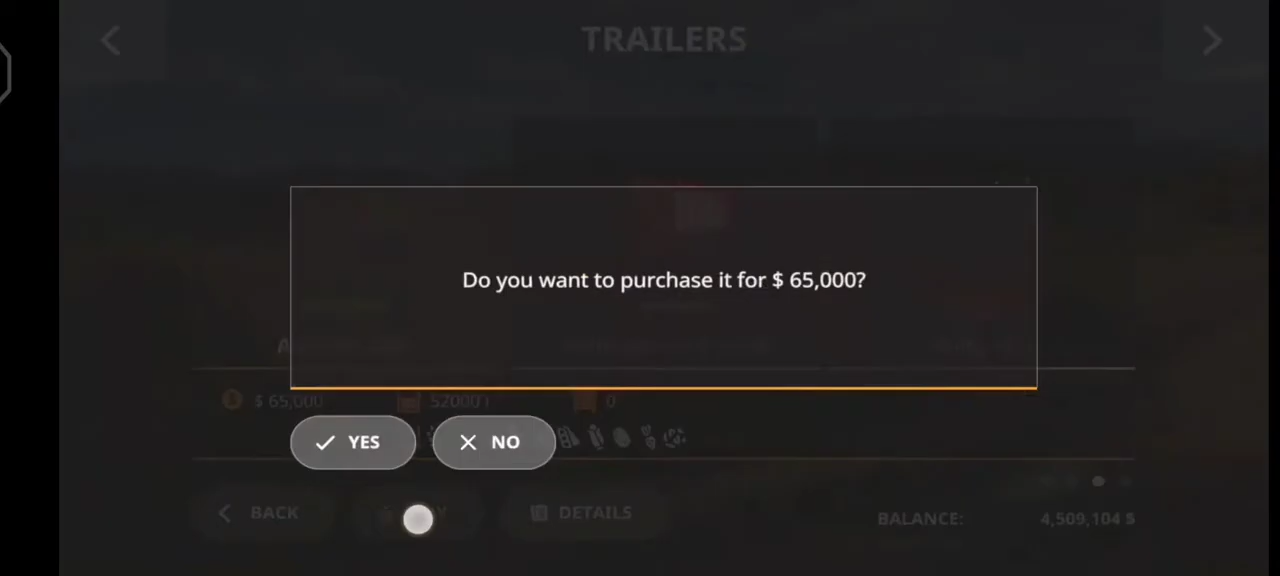 TRAILERS
Do you want to purchase it for $ 65,000?
$ 65,000
52000 l
0
YES
NO
BACK
DETAILS
BALANCE:
4,509,104 $